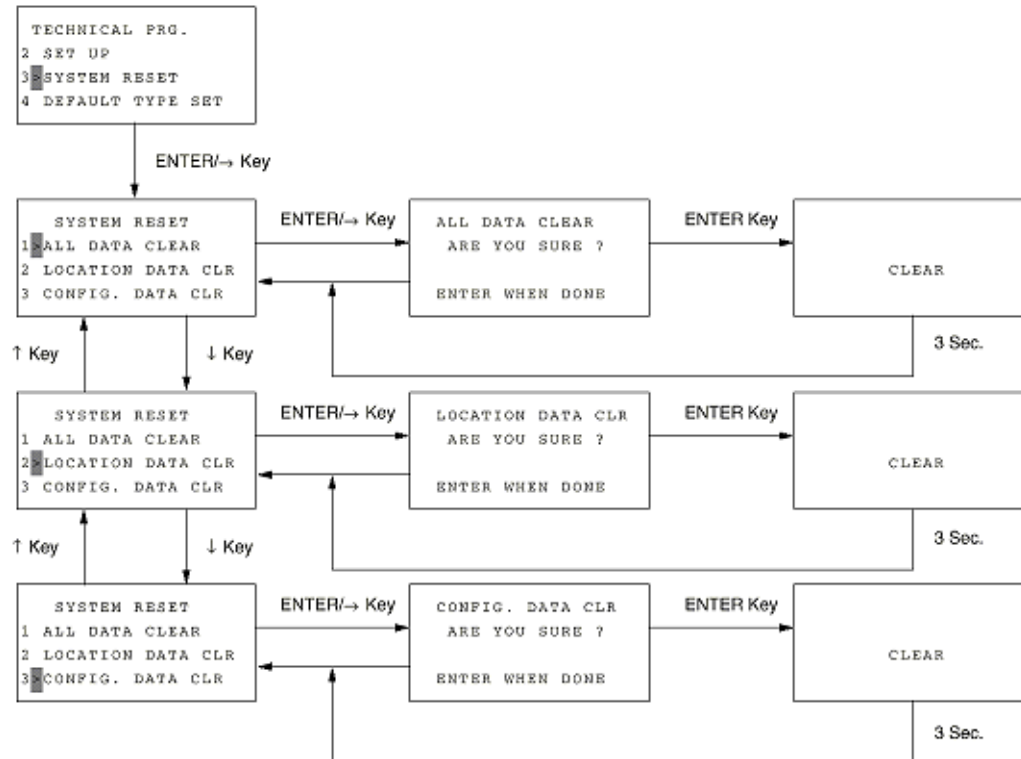 TECHNICAL PRG.
2 SET UP
3>SYSTEM RESET
4 DEFAULT TYPE SET
ENTER/→ Key
SYSTEM RESET
1>ALL DATA CLEAR
2 LOCATION DATA CLR
3 CONFIG. DATA CLR
ENTER/→ Key
ALL DATA CLEAR
ARE YOU SURE ?
ENTER WHEN DONE
ENTER Key
CLEAR
3 Sec.
↑ Key
↓ Key
SYSTEM RESET
1 ALL DATA CLEAR
2>LOCATION DATA CLR
3 CONFIG. DATA CLR
ENTER/→ Key
LOCATION DATA CLR
ARE YOU SURE ?
ENTER WHEN DONE
ENTER Key
CLEAR
3 Sec.
↑ Key
↓ Key
SYSTEM RESET
1 ALL DATA CLEAR
2 LOCATION DATA CLR
3>CONFIG. DATA CLR
ENTER/→ Key
CONFIG. DATA CLR
ARE YOU SURE ?
ENTER WHEN DONE
ENTER Key
CLEAR
3 Sec.